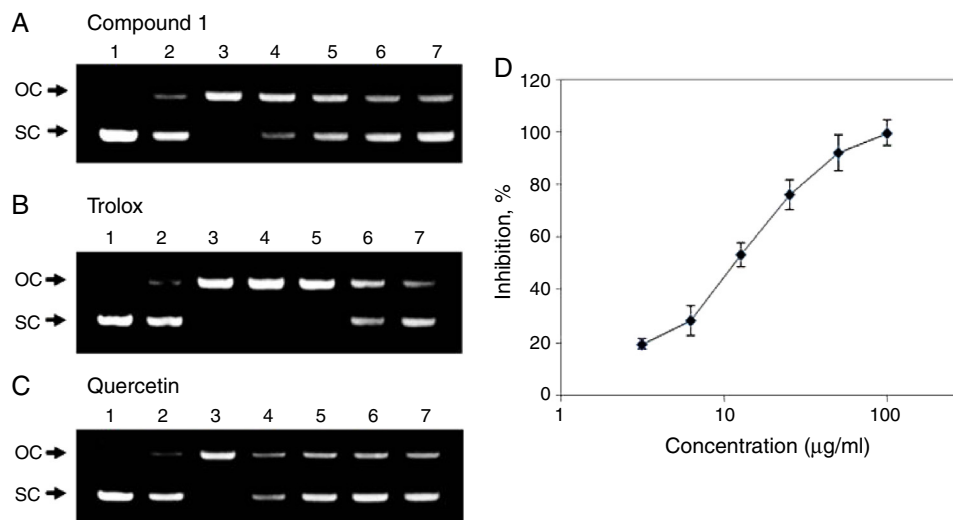 A Compound 1
1 2 3 4 5 6 7
OC
SC
B Trolox
1 2 3 4 5 6 7
OC
SC
C Quercetin
1 2 3 4 5 6 7
OC
SC
D
120
100
80
60
40
20
0
Inhibition, %
1 10 100
Concentration (μg/ml)